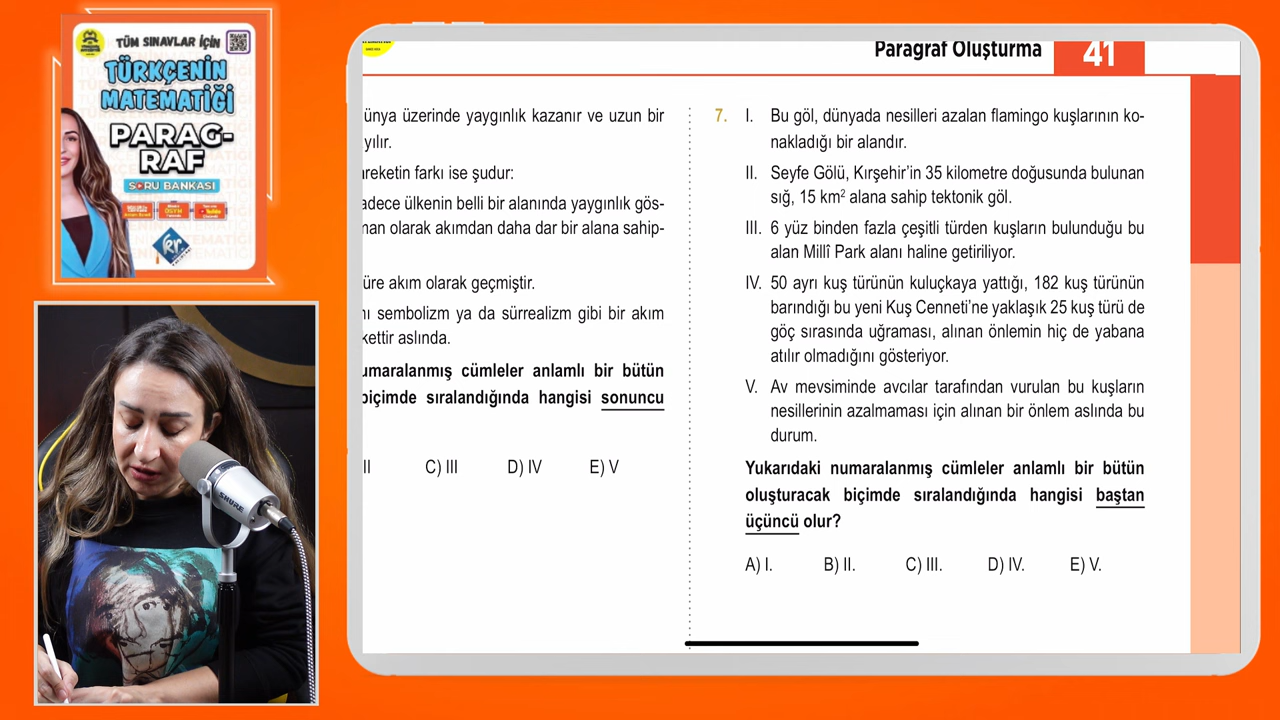 TÜM SINAVLAR İÇİN
TÜRKÇENİN
MATEMATİĞİ
PARAG-
RAF
SORU BANKASI
SHURE
Paragraf Oluşturma
41
ünya üzerinde yaygınlık kazanır ve uzun bir
yılır.
areketin farkı ise şudur:
adece ülkenin belli bir alanında yaygınlık gös-
man olarak akımdan daha dar bir alana sahip-
üre akım olarak geçmiştir.
nı sembolizm ya da sürrealizm gibi bir akım
kettir aslında.
umaralanmış cümleler anlamlı bir bütün
biçimde sıralandığında hangisi sonuncu
II C) III D) IV E) V
7. I. Bu göl, dünyada nesilleri azalan flamingo kuşlarının ko-
nakladığı bir alandır.
II. Seyfe Gölü, Kırşehir'in 35 kilometre doğusunda bulunan
sığ, 15 km² alana sahip tektonik göl.
III. 6 yüz binden fazla çeşitli türden kuşların bulunduğu bu
alan Millî Park alanı haline getiriliyor.
IV. 50 ayrı kuş türünün kuluçkaya yattığı, 182 kuş türünün
barındığı bu yeni Kuş Cenneti'ne yaklaşık 25 kuş türü de
göç sırasında uğraması, alınan önlemin hiç de yabana
atılır olmadığını gösteriyor.
V. Av mevsiminde avcılar tarafından vurulan bu kuşların
nesillerinin azalmaması için alınan bir önlem aslında bu
durum.
Yukarıdaki numaralanmış cümleler anlamlı bir bütün
oluşturacak biçimde sıralandığında hangisi baştan
üçüncü olur?
A) I. B) II. C) III. D) IV. E) V.